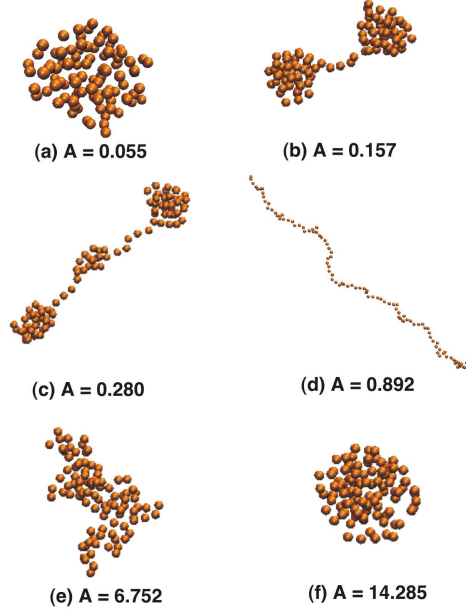 (a) A = 0.055
(b) A = 0.157
(c) A = 0.280
(d) A = 0.892
(e) A = 6.752
(f) A = 14.285